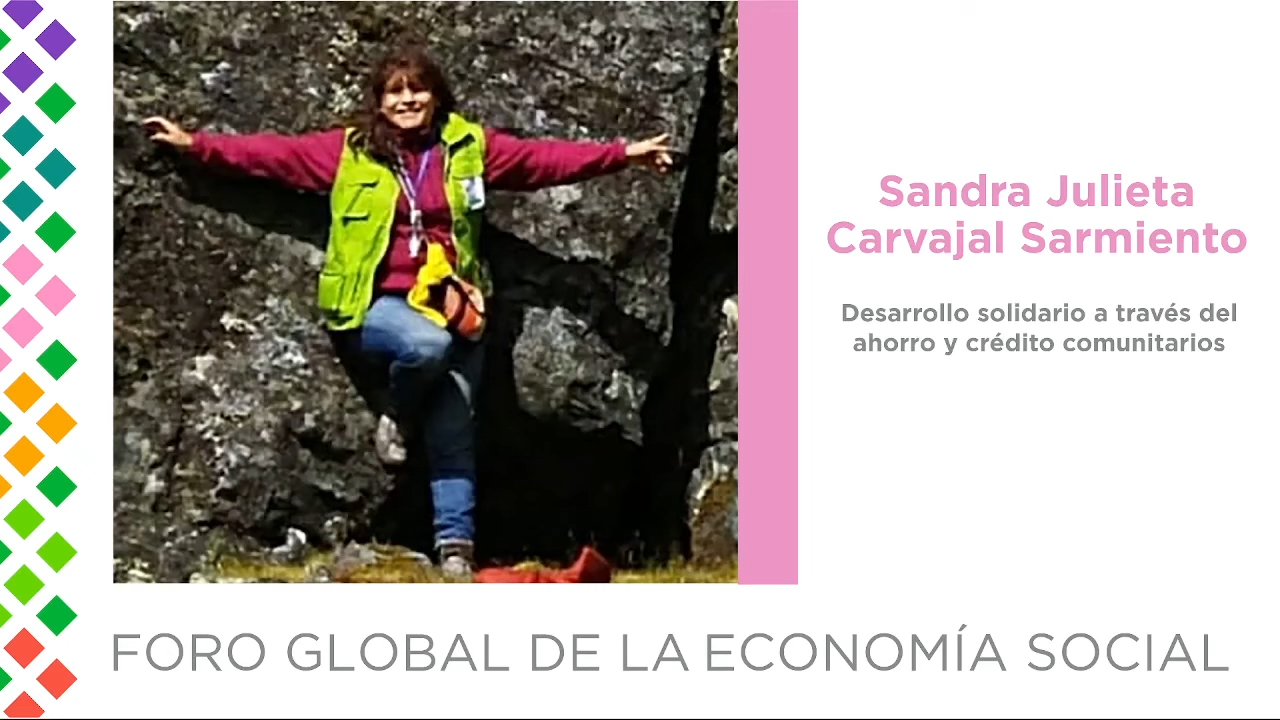 Sandra Julieta
Carvajal Sarmiento
Desarrollo solidario a través del
ahorro y crédito comunitarios
FORO GLOBAL DE LA ECONOMÍA SOCIAL